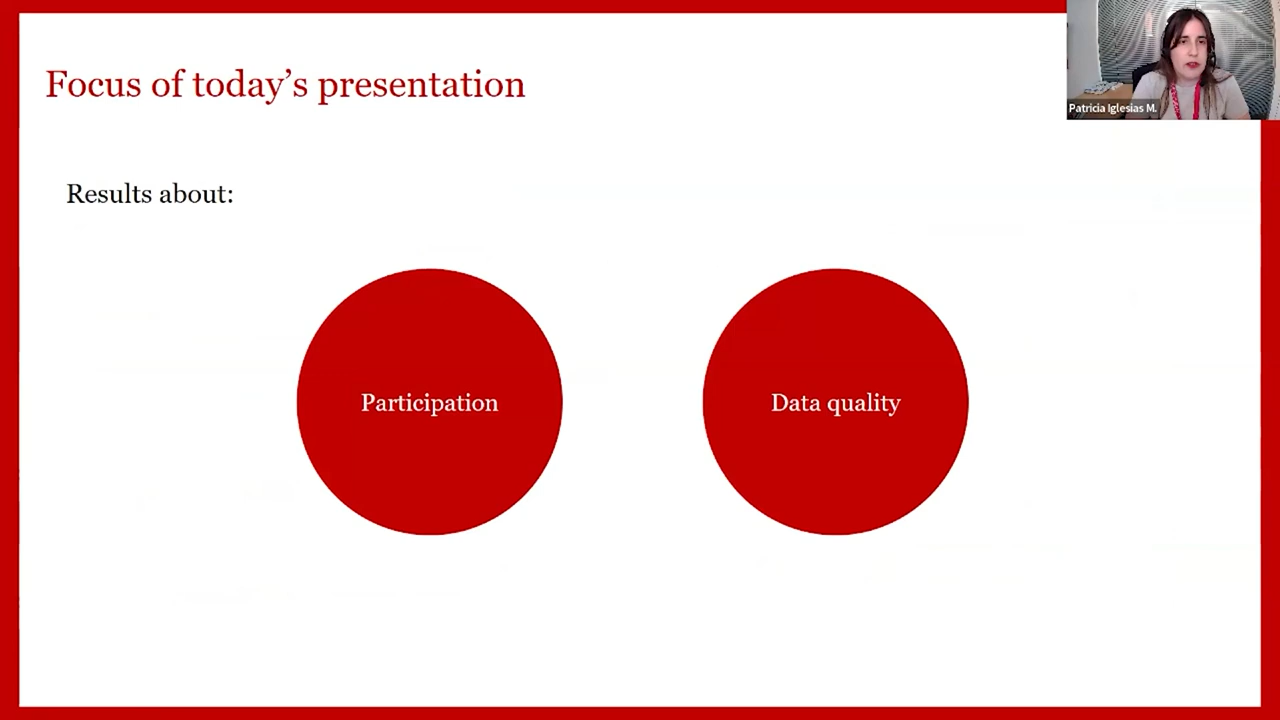 Focus of today’s presentation
Patricia Iglesias M.
Results about:
Participation
Data quality